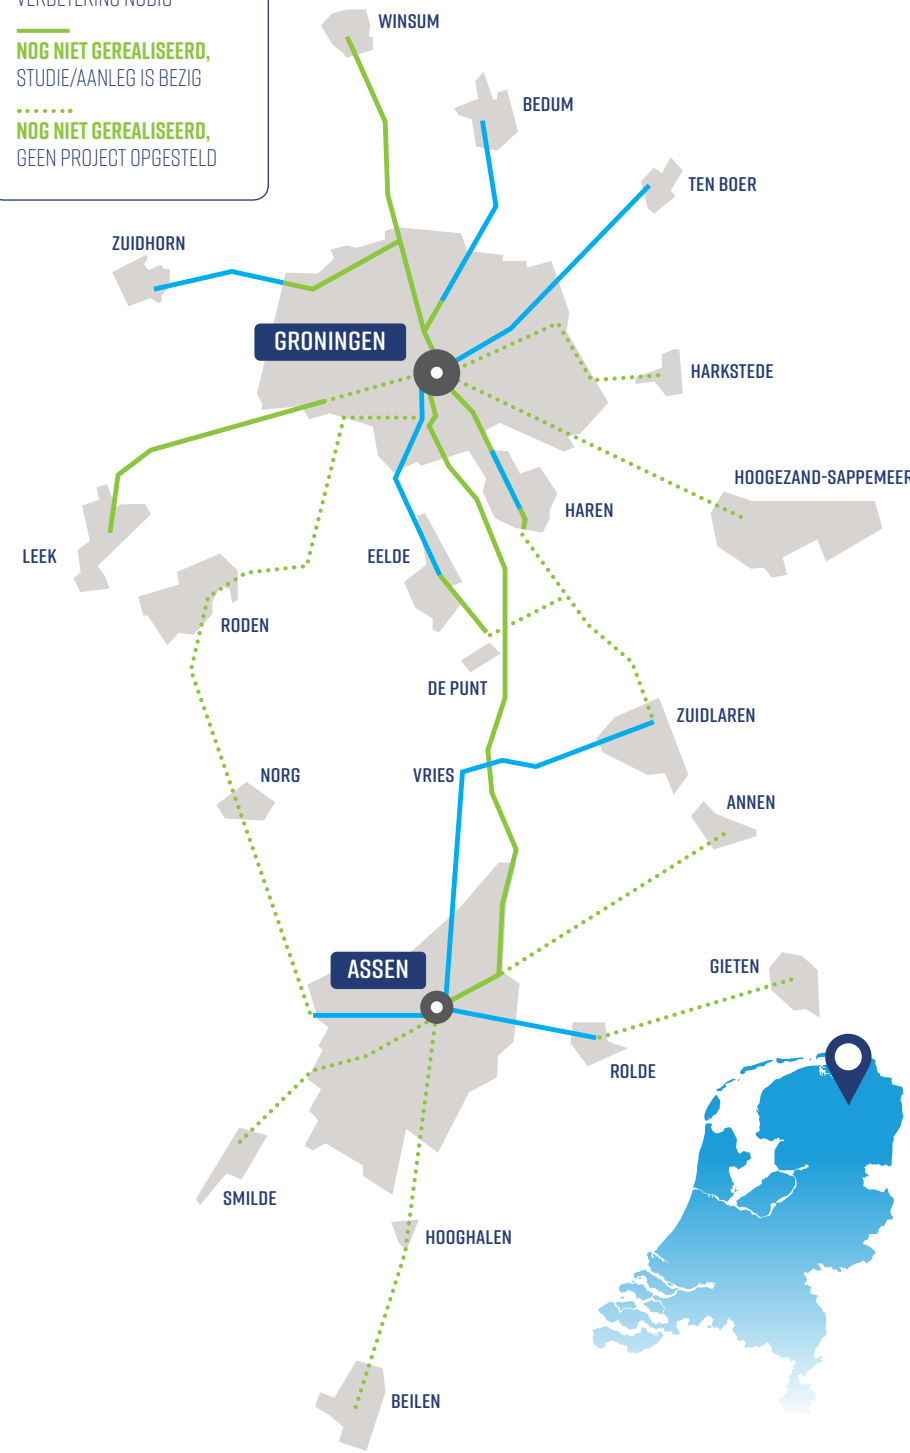 NOG NIET GEREALISEERD,
STUDIE/AANLEG IS BEZIG
NOG NIET GEREALISEERD,
GEEN PROJECT OPGESTELD
WINSUM
BEDUM
TEN BOER
ZUIDHORN
GRONINGEN
HARKSTEDE
HOOGEZAND-SAPPEMEER
HAREN
LEEK
EELDE
RODEN
DE PUNT
ZUIDLAREN
NORG
VRIES
ANNEN
ASSEN
GIETEN
ROLDE
SMILDE
HOOGHALEN
BEILEN